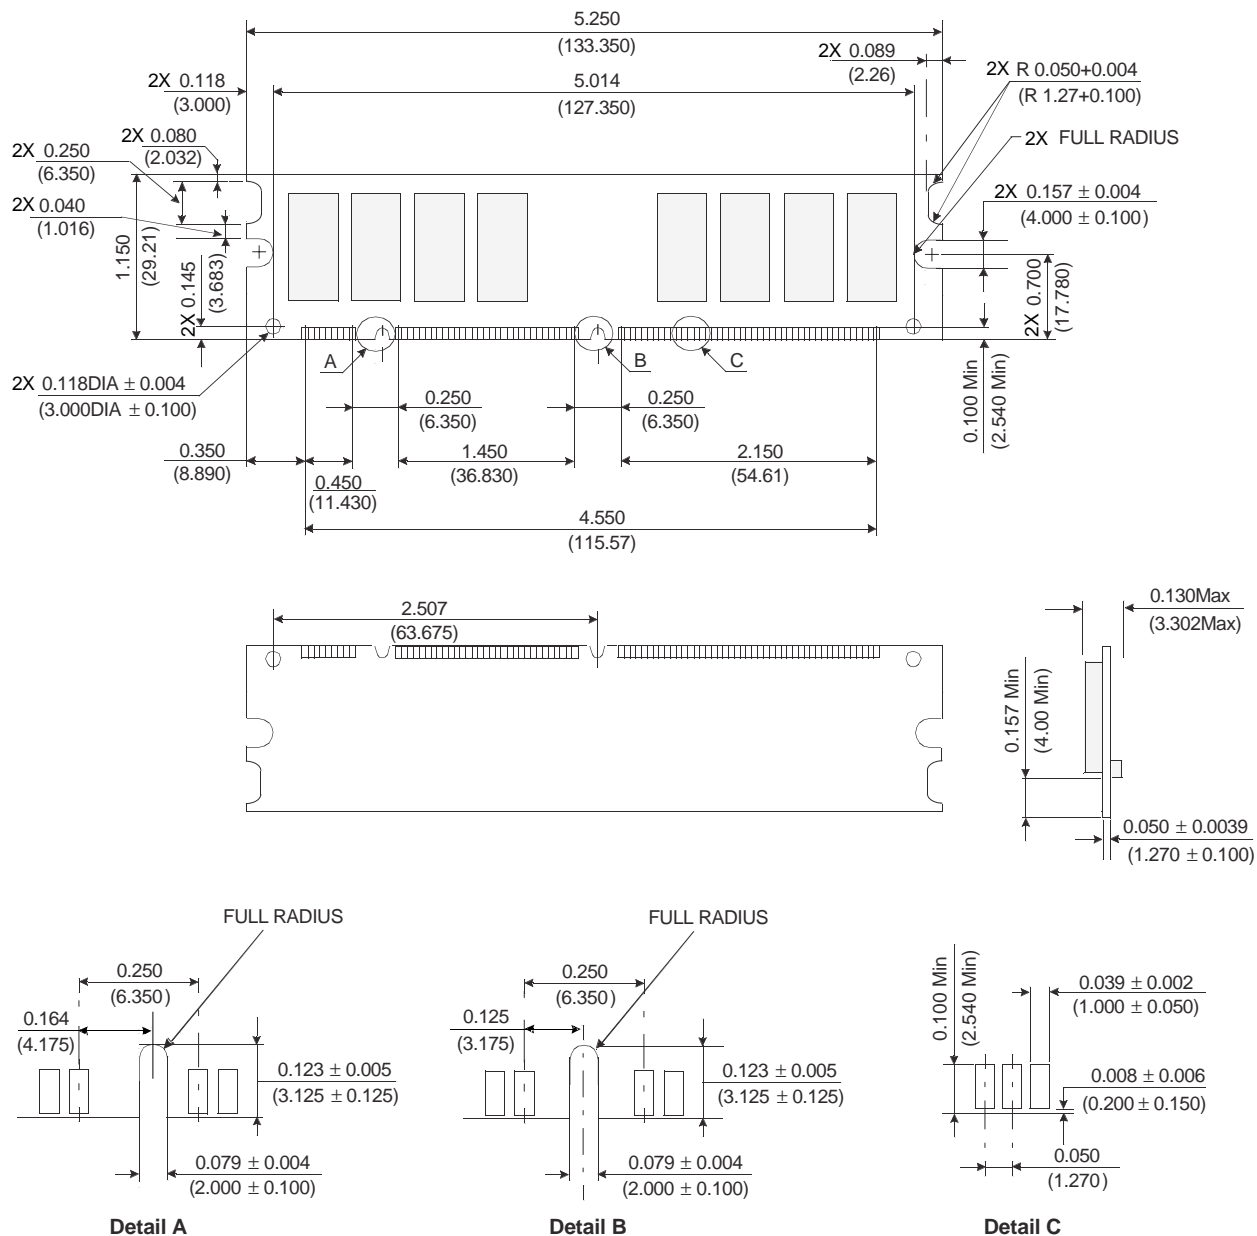 5.250
(133.350)
2X 0.089
(2.26)
2X R 0.050+0.004
(R 1.27+0.100)
2X 0.118
(3.000)
5.014
(127.350)
2X FULL RADIUS
2X 0.080
(2.032)
2X 0.250
(6.350)
2X 0.157 ± 0.004
(4.000 ± 0.100)
2X 0.040
(1.016)
1.150
(29.21)
2X 0.145
(3.683)
2X 0.700
(17.780)
A
B
C
2X 0.118DIA ± 0.004
(3.000DIA ± 0.100)
0.250
(6.350)
0.250
(6.350)
0.100 Min
(2.540 Min)
0.350
(8.890)
0.450
(11.430)
1.450
(36.830)
2.150
(54.61)
4.550
(115.57)
2.507
(63.675)
0.130Max
(3.302Max)
0.157 Min
(4.00 Min)
0.050 ± 0.0039
(1.270 ± 0.100)
FULL RADIUS
0.250
(6.350)
0.164
(4.175)
0.123 ± 0.005
(3.125 ± 0.125)
0.079 ± 0.004
(2.000 ± 0.100)
Detail A
FULL RADIUS
0.250
(6.350)
0.125
(3.175)
0.123 ± 0.005
(3.125 ± 0.125)
0.079 ± 0.004
(2.000 ± 0.100)
Detail B
0.100 Min
(2.540 Min)
0.039 ± 0.002
(1.000 ± 0.050)
0.008 ± 0.006
(0.200 ± 0.150)
0.050
(1.270)
Detail C